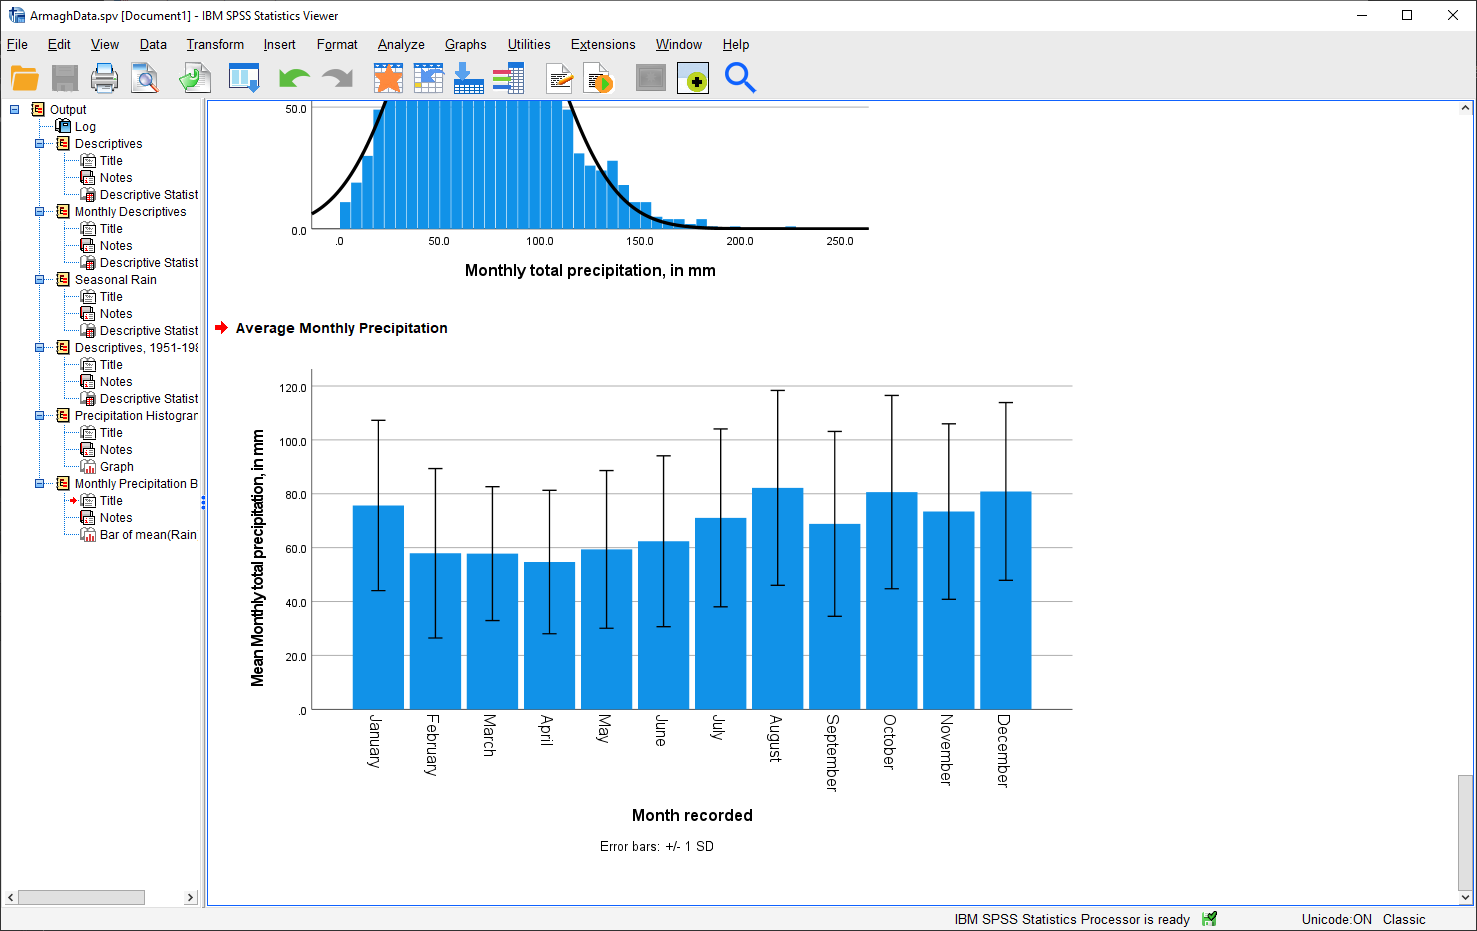 ArmaghData.spv [Document1] - IBM SPSS Statistics Viewer
File Edit View Data Transform Insert Format Analyze Graphs Utilities Extensions Window Help
Output
Log
Descriptives
Title
Notes
Descriptive Statist
Monthly Descriptives
Title
Notes
Descriptive Statist
Seasonal Rain
Title
Notes
Descriptive Statist
Descriptives, 1951-198
Title
Notes
Descriptive Statist
Precipitation Histogran
Title
Notes
Graph
Monthly Precipitation B
Title
Notes
Bar of mean(Rain
50.0
0.0
.0 50.0 100.0 150.0 200.0 250.0
Monthly total precipitation, in mm
Average Monthly Precipitation
Mean Monthly total precipitation, in mm
120.0
100.0
80.0
60.0
40.0
20.0
.0
January February March April May June July August September October November December
Month recorded
Error bars: +/- 1 SD
IBM SPSS Statistics Processor is ready Unicode:ON Classic